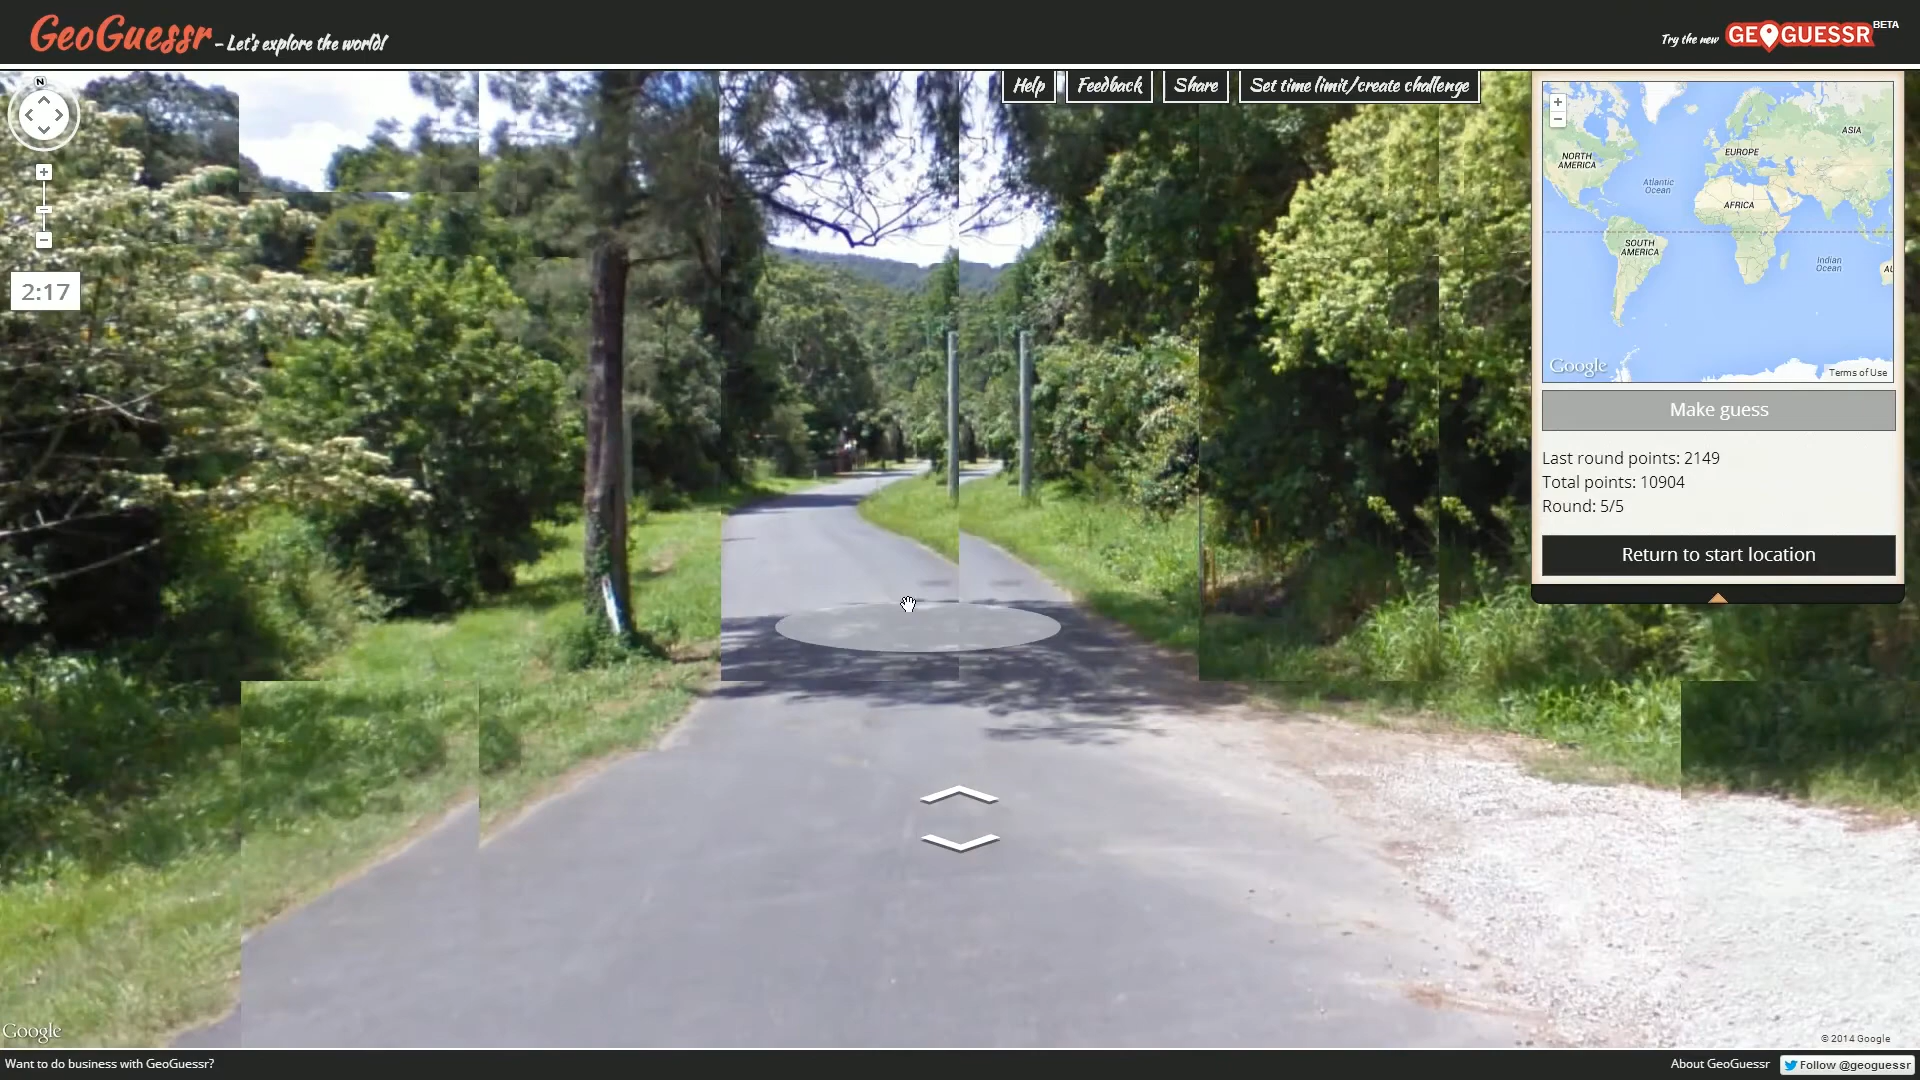 GeoGuessr - Let's explore the world!
Try the new GEOGUESSR BETA
N
Help
Feedback
Share
Set time limit/create challenge
2:17
+
−
+
−
NORTH AMERICA
Atlantic Ocean
EUROPE
ASIA
AFRICA
SOUTH AMERICA
Indian Ocean
AU
Google
Terms of Use
Make guess
Last round points: 2149
Total points: 10904
Round: 5/5
Return to start location
Google
© 2014 Google
Want to do business with GeoGuessr?
About GeoGuessr
Follow @geoguessr